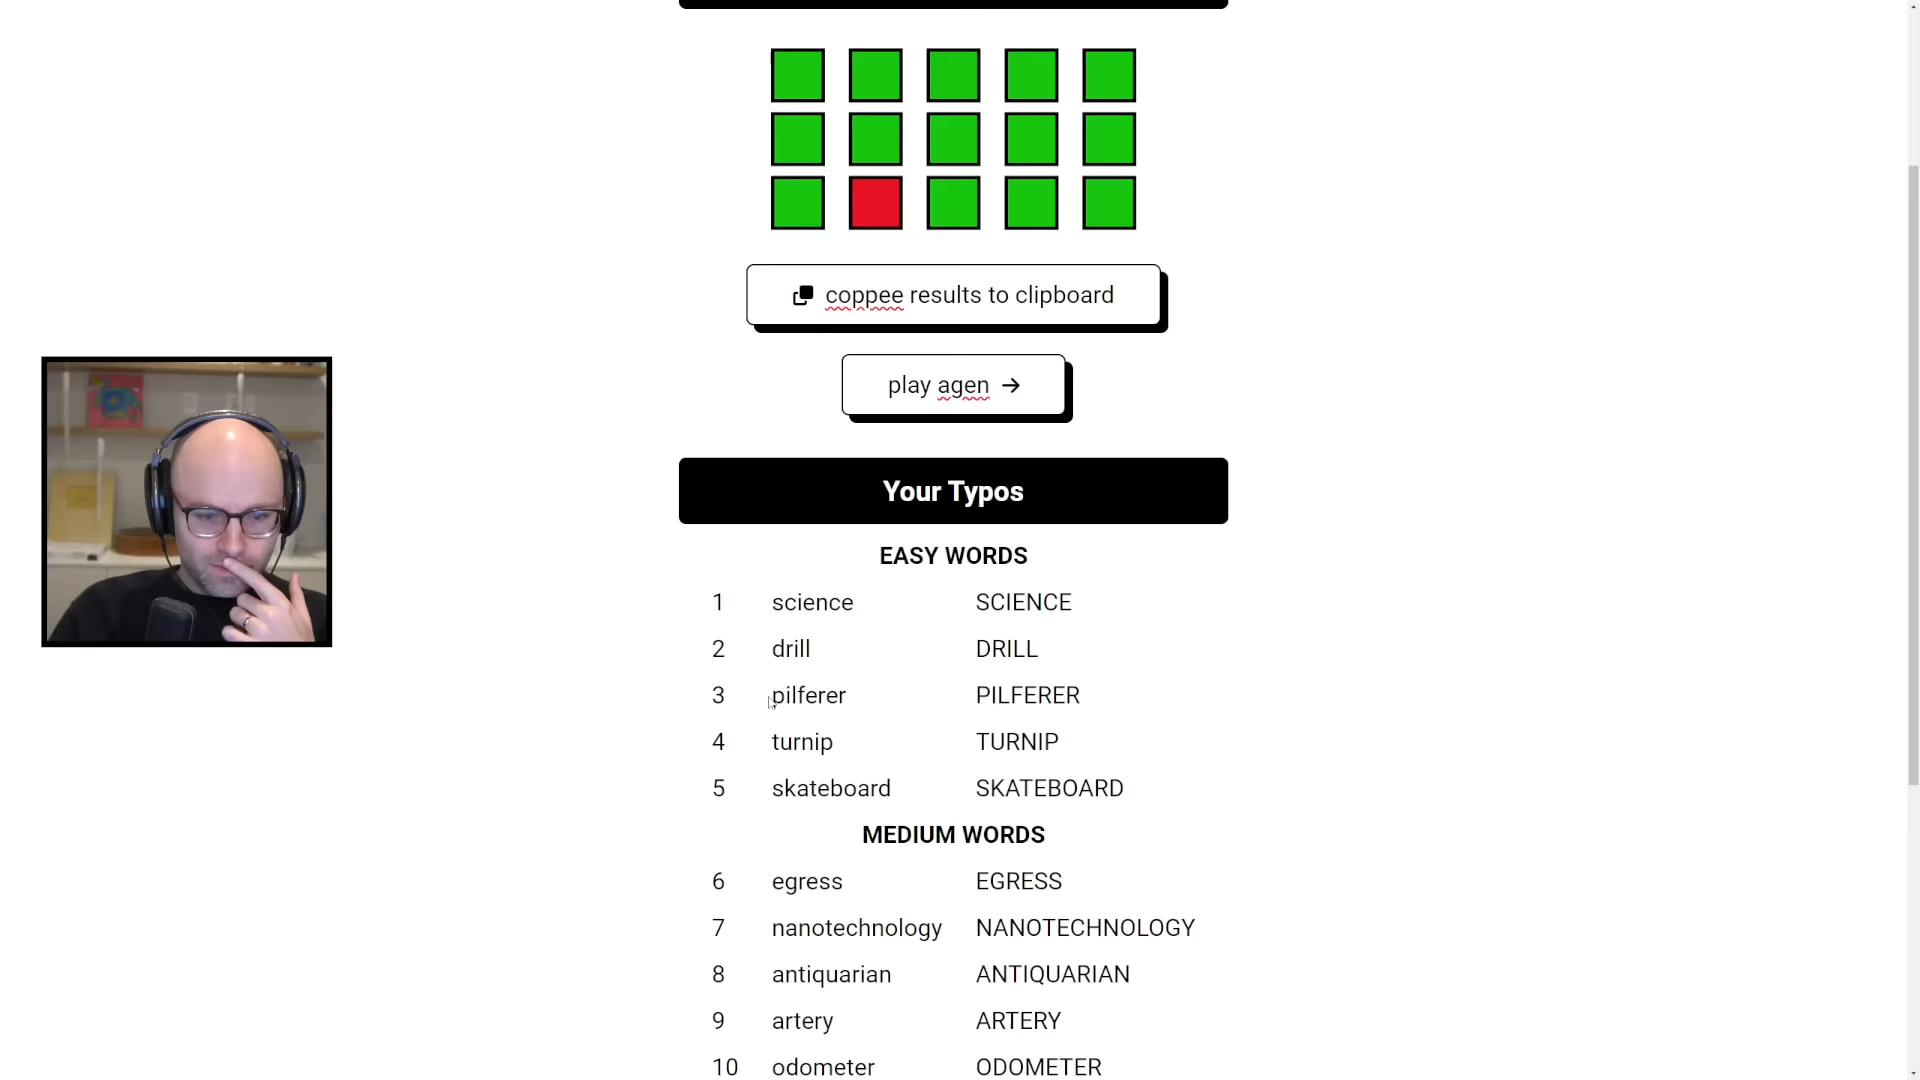 coppee results to clipboard
play agen
Your Typos
EASY WORDS
1 science SCIENCE
2 drill DRILL
3 pilferer PILFERER
4 turnip TURNIP
5 skateboard SKATEBOARD
MEDIUM WORDS
6 egress EGRESS
7 nanotechnology NANOTECHNOLOGY
8 antiquarian ANTIQUARIAN
9 artery ARTERY
10 odometer ODOMETER